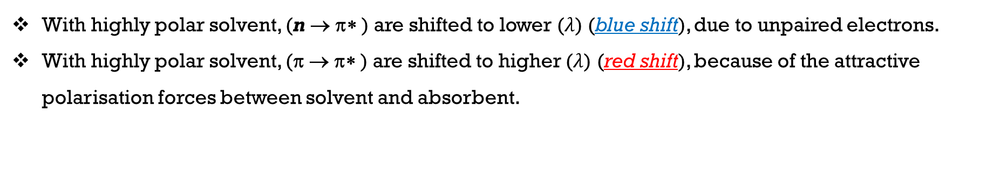 ❖ With highly polar solvent, (n → π* ) are shifted to lower (λ) (blue shift), due to unpaired electrons.
❖ With highly polar solvent, (π → π* ) are shifted to higher (λ) (red shift), because of the attractive
polarisation forces between solvent and absorbent.